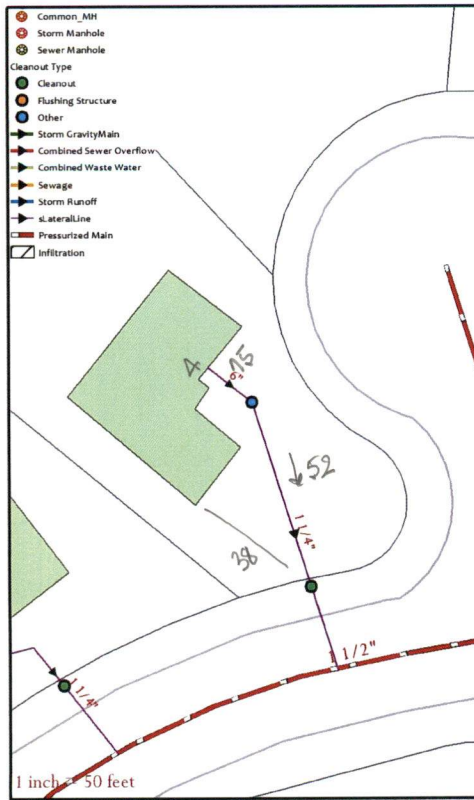 Common_MH
Storm Manhole
Sewer Manhole
Cleanout Type
Cleanout
Flushing Structure
Other
Storm GravityMain
Combined Sewer Overflow
Combined Waste Water
Sewage
Storm Runoff
sLateralLine
Pressurized Main
Infiltration
4
15
6"
52
1 1/4"
38
1 1/2"
1 1/4"
1 inch = 50 feet